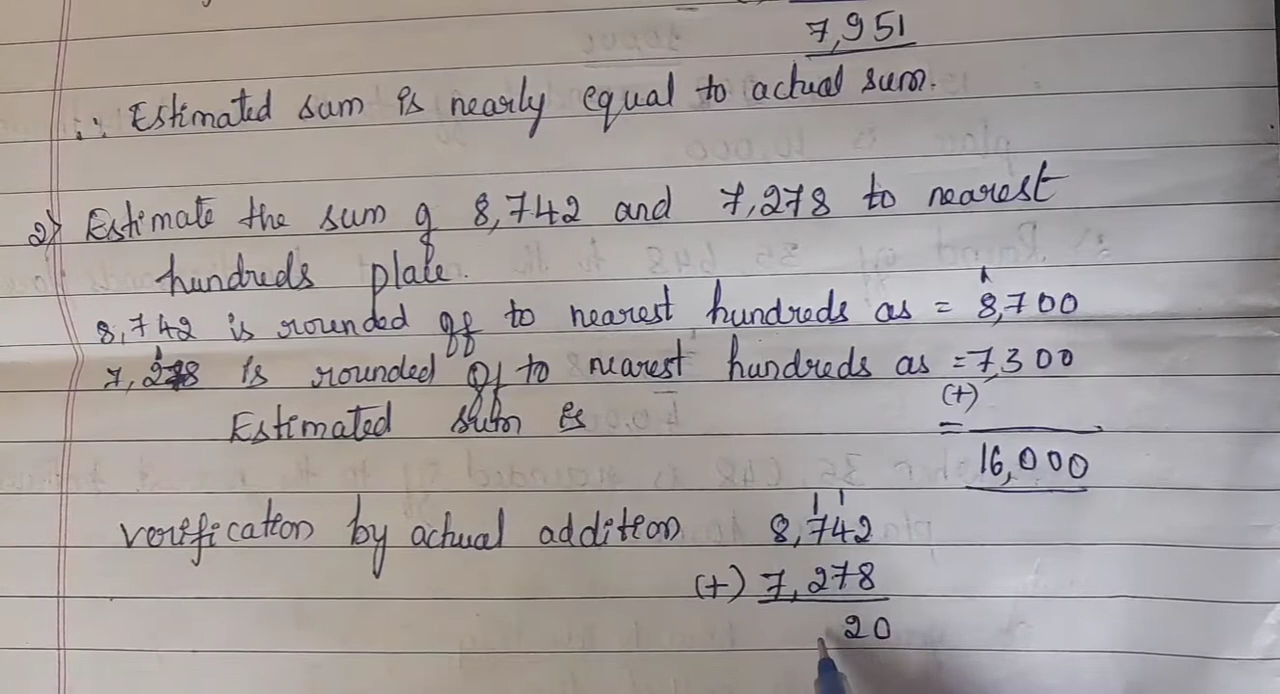 7,951
∴ Estimated sum is nearly equal to actual sum.
2) Estimate the sum of 8,742 and 7,278 to nearest
hundreds place.
8,742 is rounded off to nearest hundreds as = 8,700
7,278 is rounded off to nearest hundreds as = 7,300
(+)
Estimated sum is =
16,000
verification by actual addition 8,742
(+) 7,278
20